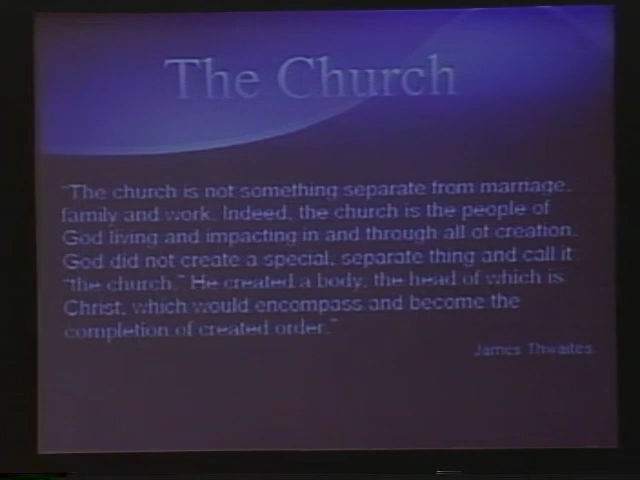 The Church
"The church is not something separate from marriage,
family and work. Indeed, the church is the people of
God living and impacting in and through all of creation.
God did not create a special, separate thing and call it
"the church." He created a body, the head of which is
Christ, which would encompass and become the
completion of created order."
James Thwaites